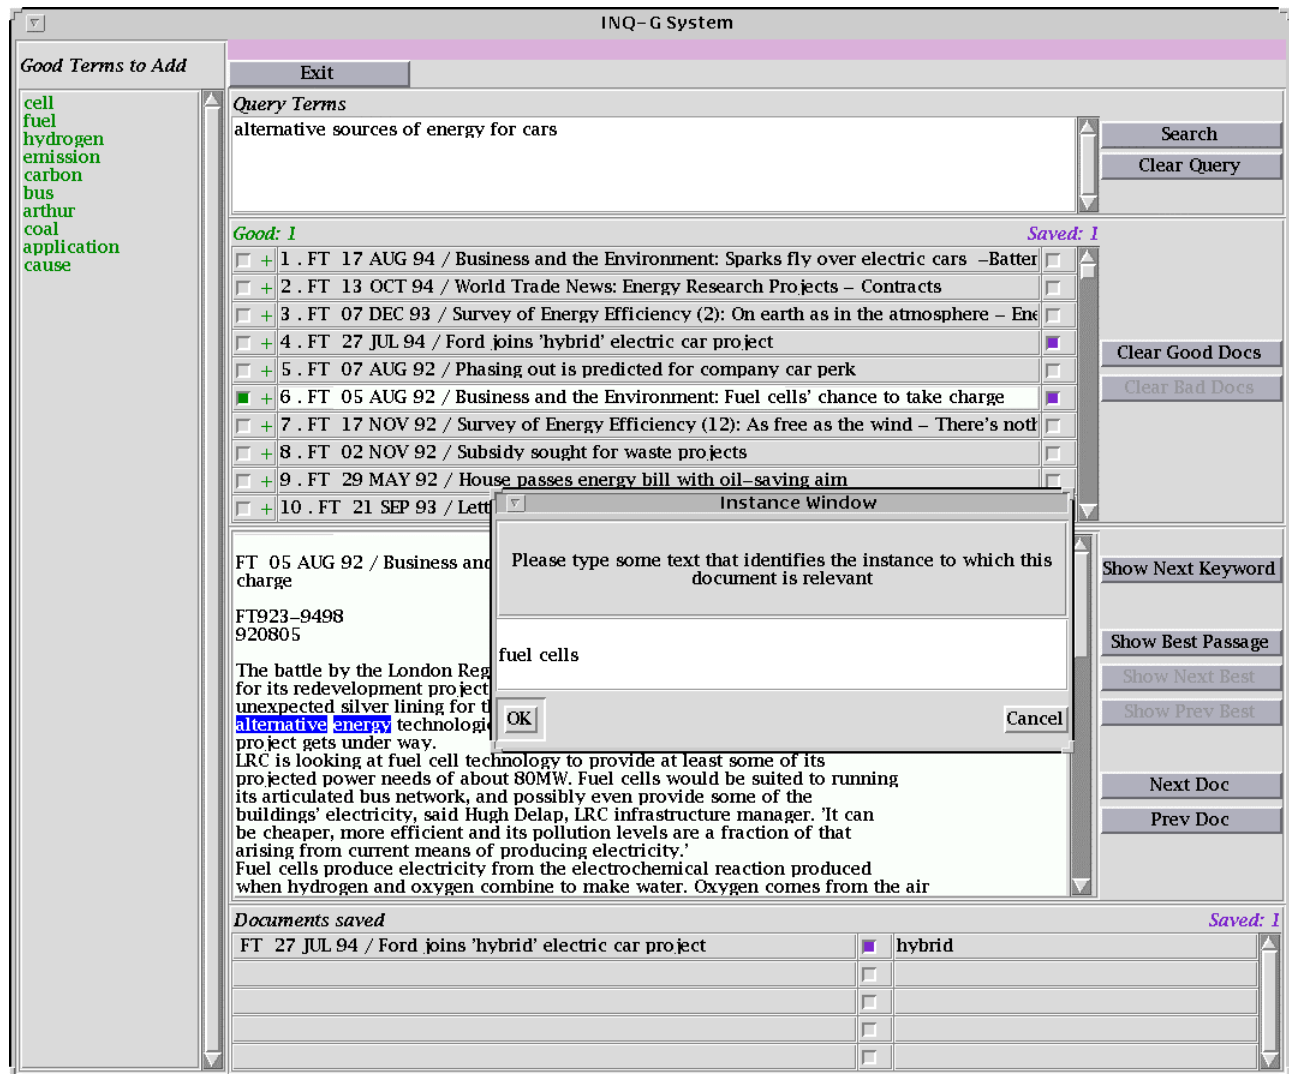 INQ-G System
Good Terms to Add
cell
fuel
hydrogen
emission
carbon
bus
arthur
coal
application
cause
Exit
Query Terms
alternative sources of energy for cars
Search
Clear Query
Good: 1
Saved: 1
+ 1 . FT 17 AUG 94 / Business and the Environment: Sparks fly over electric cars -Batter
+ 2 . FT 13 OCT 94 / World Trade News: Energy Research Projects - Contracts
+ 3 . FT 07 DEC 93 / Survey of Energy Efficiency (2): On earth as in the atmosphere - Ene
+ 4 . FT 27 JUL 94 / Ford joins 'hybrid' electric car project
+ 5 . FT 07 AUG 92 / Phasing out is predicted for company car perk
+ 6 . FT 05 AUG 92 / Business and the Environment: Fuel cells' chance to take charge
+ 7 . FT 17 NOV 92 / Survey of Energy Efficiency (12): As free as the wind - There's noth
+ 8 . FT 02 NOV 92 / Subsidy sought for waste projects
+ 9 . FT 29 MAY 92 / House passes energy bill with oil-saving aim
+ 10 . FT 21 SEP 93 / Lett
Clear Good Docs
Clear Bad Docs
Instance Window
Please type some text that identifies the instance to which this
document is relevant
fuel cells
OK
Cancel
FT 05 AUG 92 / Business and
charge
FT923-9498
920805
The battle by the London Reg
for its redevelopment project
unexpected silver lining for t
alternative energy technologie
project gets under way.
LRC is looking at fuel cell technology to provide at least some of its
projected power needs of about 80MW. Fuel cells would be suited to running
its articulated bus network, and possibly even provide some of the
buildings' electricity, said Hugh Delap, LRC infrastructure manager. 'It can
be cheaper, more efficient and its pollution levels are a fraction of that
arising from current means of producing electricity.'
Fuel cells produce electricity from the electrochemical reaction produced
when hydrogen and oxygen combine to make water. Oxygen comes from the air
Show Next Keyword
Show Best Passage
Show Next Best
Show Prev Best
Next Doc
Prev Doc
Documents saved
Saved: 1
FT 27 JUL 94 / Ford joins 'hybrid' electric car project
hybrid